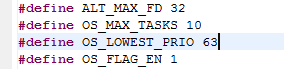 #define ALT_MAX_FD 32
#define OS_MAX_TASKS 10
#define OS_LOWEST_PRIO 63
#define OS_FLAG_EN 1